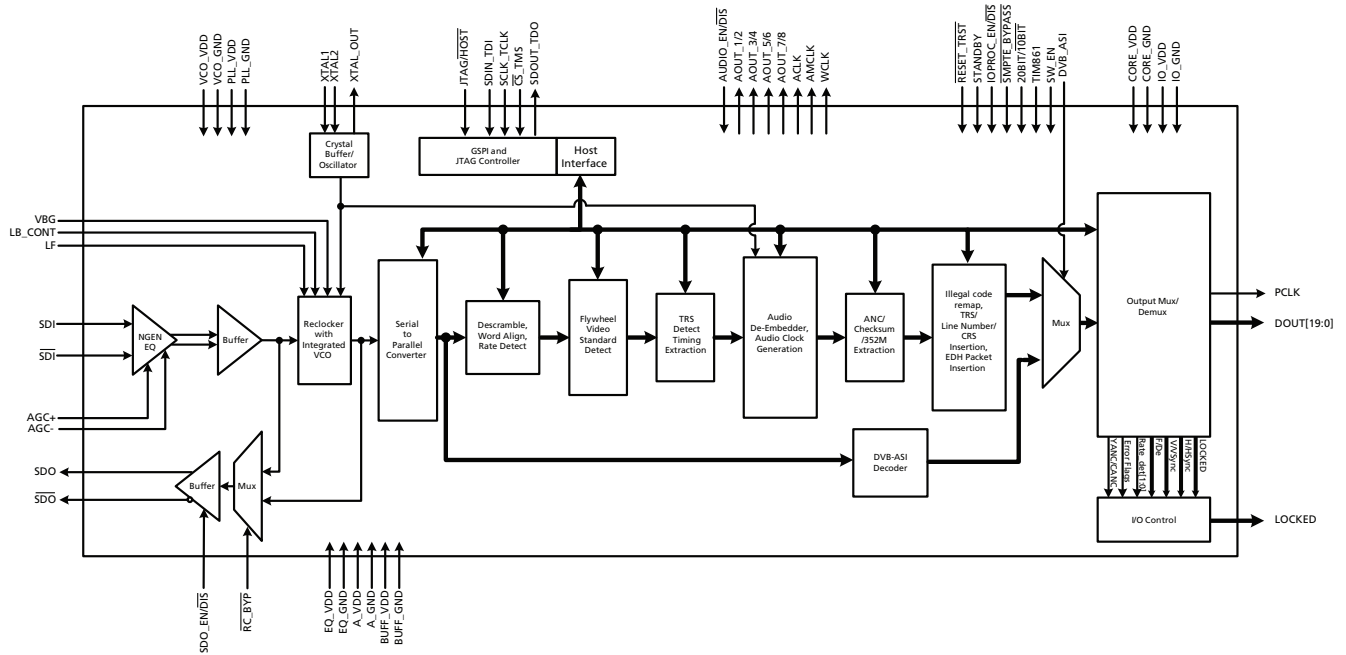 VCO_VDD
VCO_GND
PLL_VDD
PLL_GND
XTAL1
XTAL2
XTAL_OUT
JTAG/HOST
SDIN_TDI
SCLK_TCLK
CS_TMS
SDOUT_TDO
AUDIO_EN/DIS
AOUT_1/2
AOUT_3/4
AOUT_5/6
AOUT_7/8
ACLK
AMCLK
WCLK
RESET_TRST
STANDBY
IOPROC_EN/DIS
SMPTE_BYPASS
20BIT/10BIT
TIM861
SW_EN
DVB_ASI
CORE_VDD
CORE_GND
IO_VDD
IO_GND
Crystal
Buffer/
Oscillator
GSPI and
JTAG Controller
Host
Interface
VBG
LB_CONT
LF
SDI
SDI
NGEN
EQ
Buffer
Reclocker
with
Integrated
VCO
Serial
to
Parallel
Converter
Descramble,
Word Align,
Rate Detect
Flywheel
Video
Standard
Detect
TRS
Detect
Timing
Extraction
Audio
De-Embedder,
Audio Clock
Generation
ANC/
Checksum
/352M
Extraction
Illegal code
remap,
TRS/
Line Number/
CRS
Insertion,
EDH Packet
Insertion
Mux
Output Mux/
Demux
PCLK
DOUT[19:0]
AGC+
AGC-
SDO
SDO
Buffer
Mux
DVB-ASI
Decoder
YANC/CANC
Error Flags
Rate_det[1:0]
F/De
V/VSync
H/HSync
LOCKED
I/O Control
LOCKED
SDO_EN/DIS
RC_BYP
EQ_VDD
EQ_GND
A_VDD
A_GND
BUFF_VDD
BUFF_GND